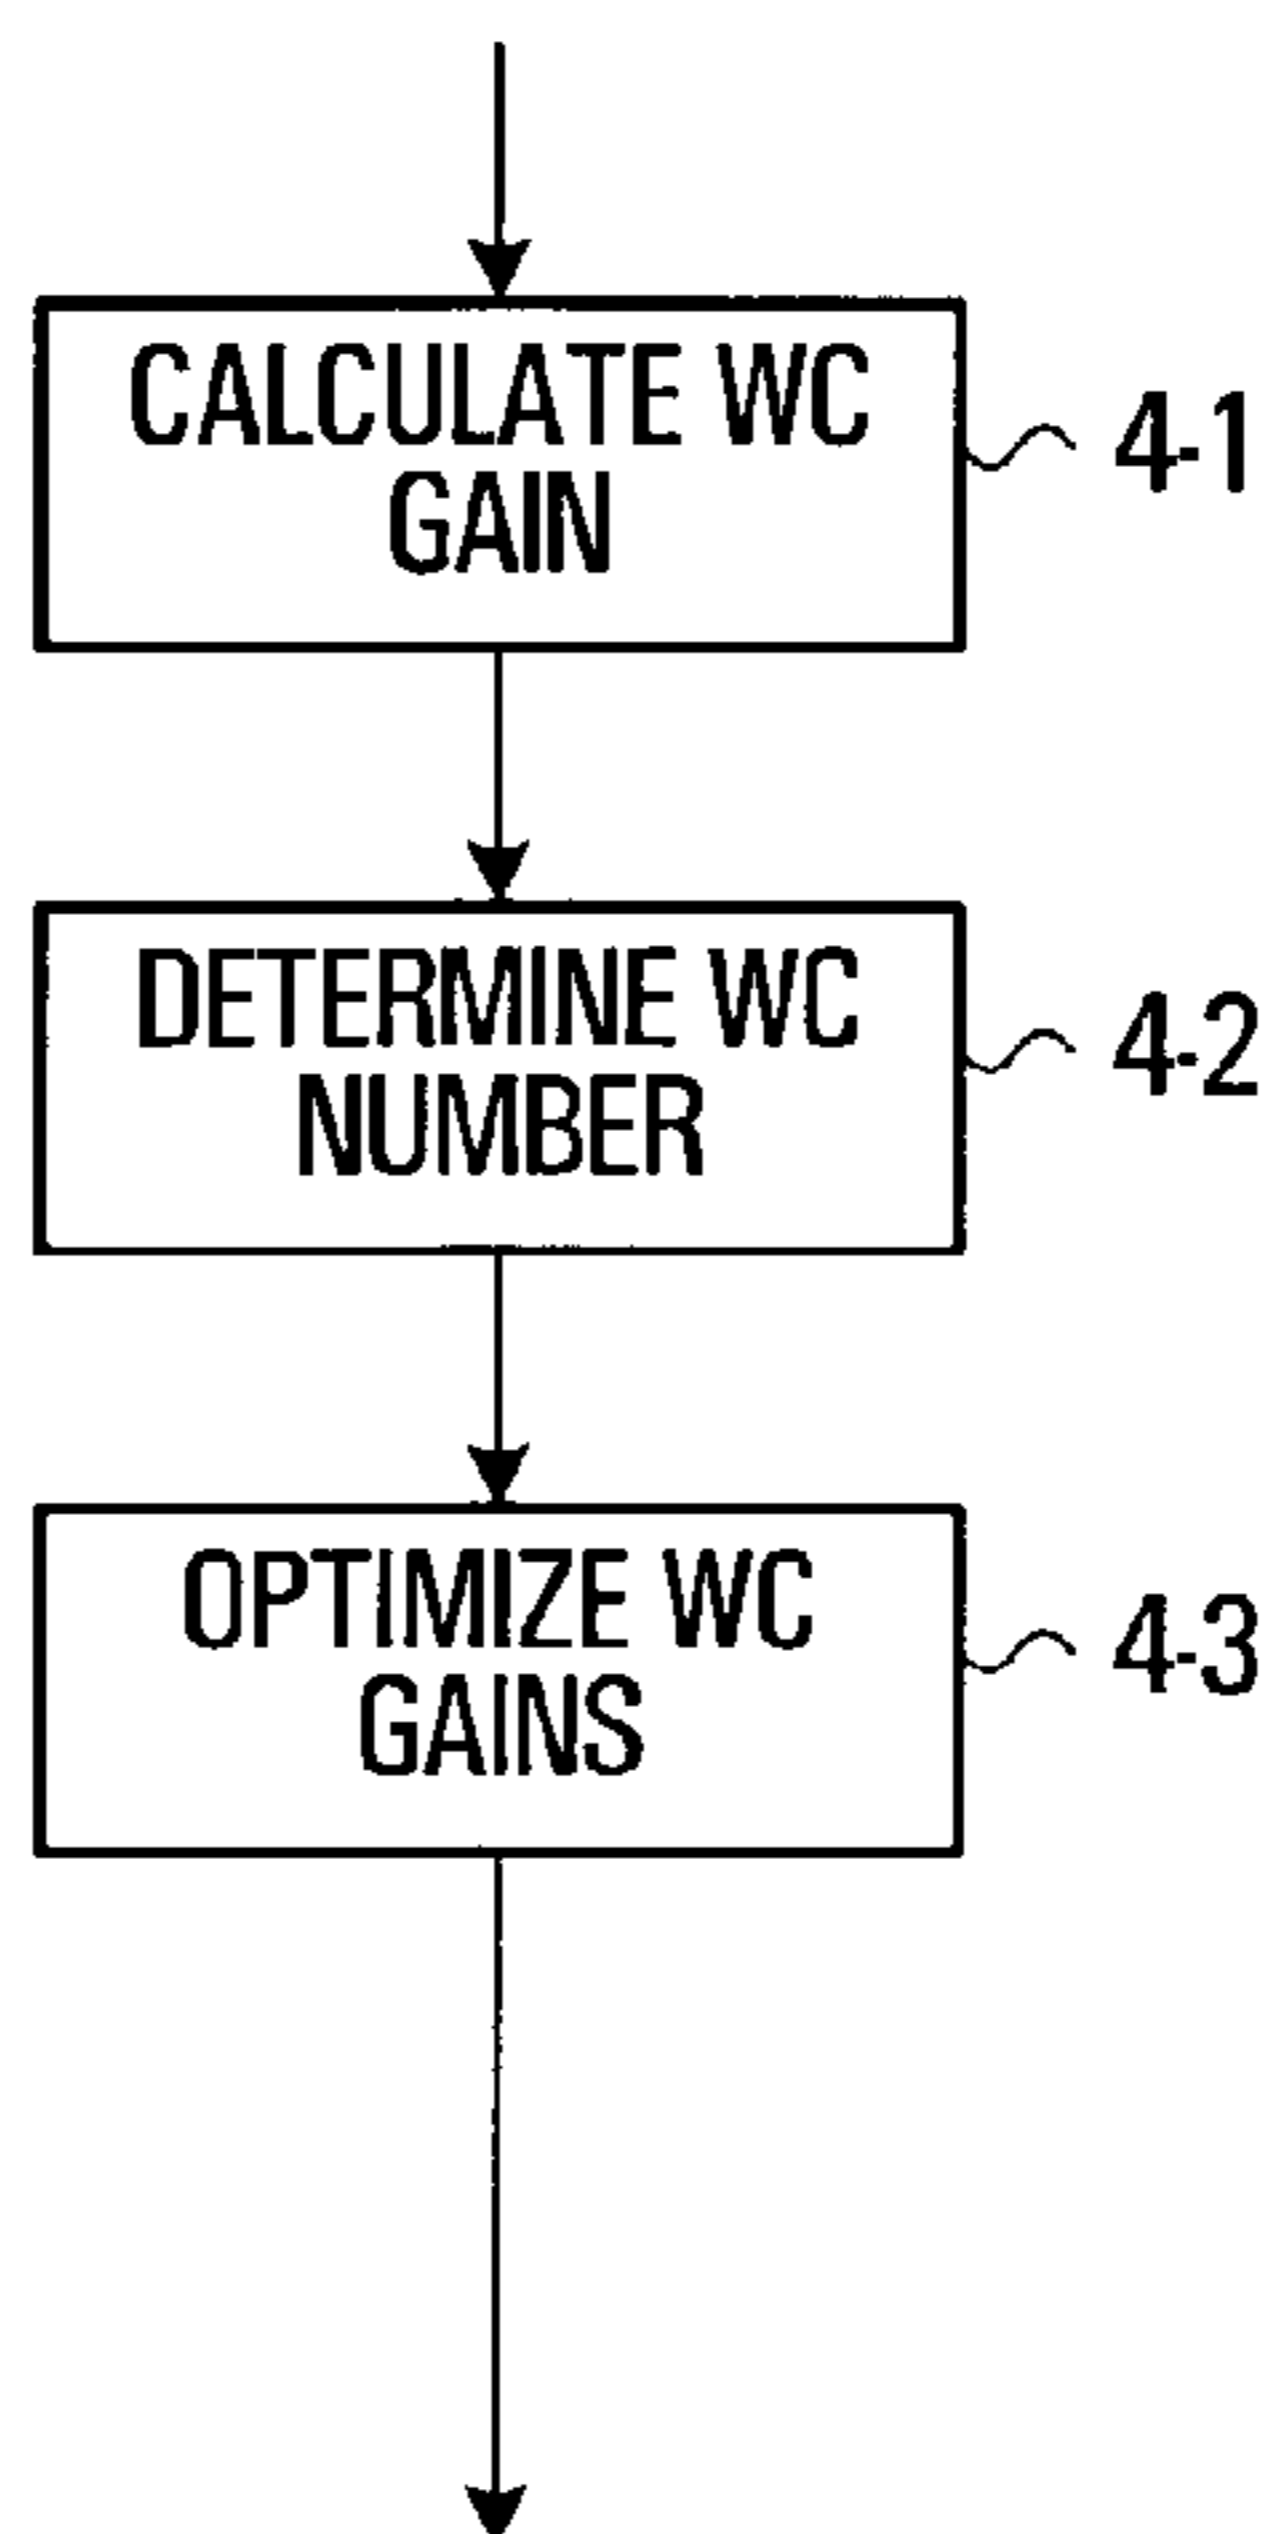 CALCULATE WC
GAIN
4-1
DETERMINE WC
NUMBER
4-2
OPTIMIZE WC
GAINS
4-3